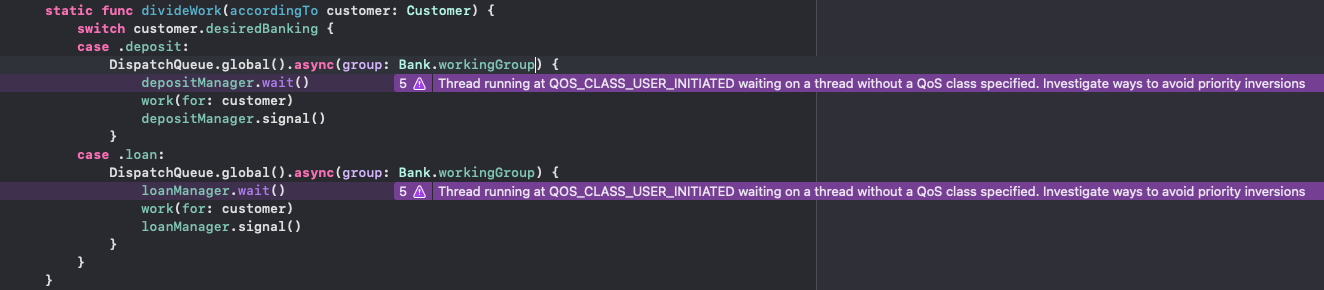 static func divideWork(accordingTo customer: Customer) {
switch customer.desiredBanking {
case .deposit:
DispatchQueue.global().async(group: Bank.workingGroup) {
depositManager.wait() 5 Thread running at QOS_CLASS_USER_INITIATED waiting on a thread without a QoS class specified. Investigate ways to avoid priority inversions
work(for: customer)
depositManager.signal()
}
case .loan:
DispatchQueue.global().async(group: Bank.workingGroup) {
loanManager.wait() 5 Thread running at QOS_CLASS_USER_INITIATED waiting on a thread without a QoS class specified. Investigate ways to avoid priority inversions
work(for: customer)
loanManager.signal()
}
}
}